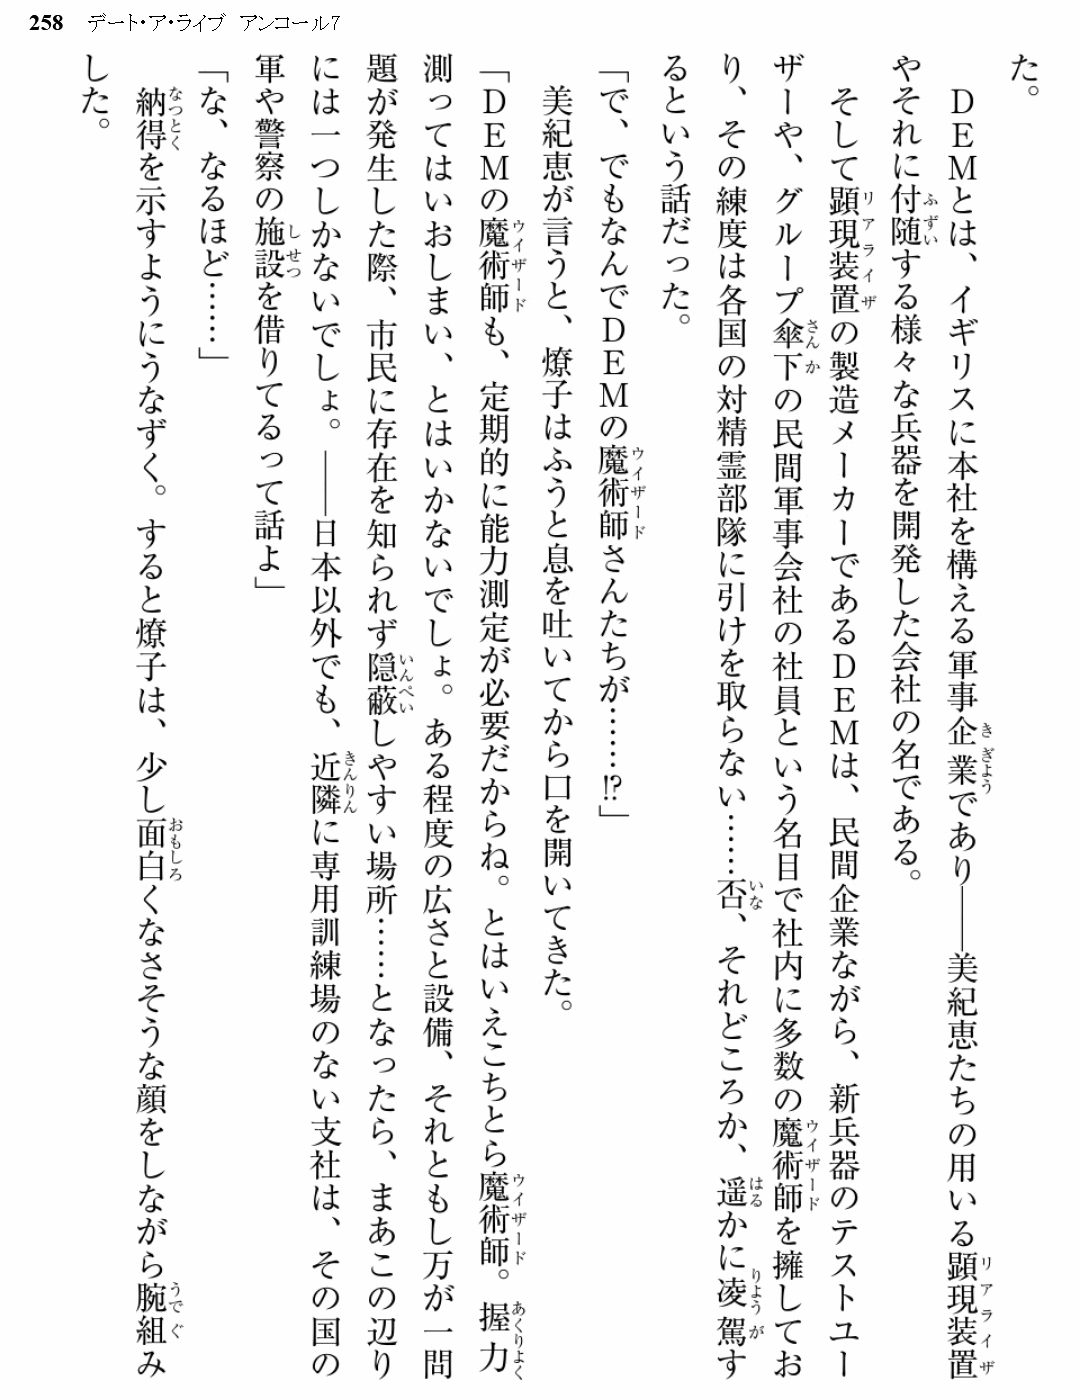 258 デート・ア・ライブ アンコール7
た。
　DEMとは、イギリスに本社を構える軍事企業であり――美紀恵たちの用いる顕現装置
やそれに付随する様々な兵器を開発した会社の名である。
　そして顕現装置の製造メーカーであるDEMは、民間企業ながら、新兵器のテストユー
ザーや、グループ傘下の民間軍事会社の社員という名目で社内に多数の魔術師を擁してお
り、その練度は各国の対精霊部隊に引けを取らない……否、それどころか、遥かに凌駕す
るという話だった。
「で、でもなんでDEMの魔術師さんたちが……!?」
　美紀恵が言うと、燎子はふうと息を吐いてから口を開いてきた。
「DEMの魔術師も、定期的に能力測定が必要だからね。とはいえこちとら魔術師。握力
測ってはいおしまい、とはいかないでしょ。ある程度の広さと設備、それともし万が一問
題が発生した際、市民に存在を知られず隠蔽しやすい場所……となったら、まあこの辺り
には一つしかないでしょ。――日本以外でも、近隣に専用訓練場のない支社は、その国の
軍や警察の施設を借りてるって話よ」
「な、なるほど……」
　納得を示すようにうなずく。すると燎子は、少し面白くなさそうな顔をしながら腕組み
した。